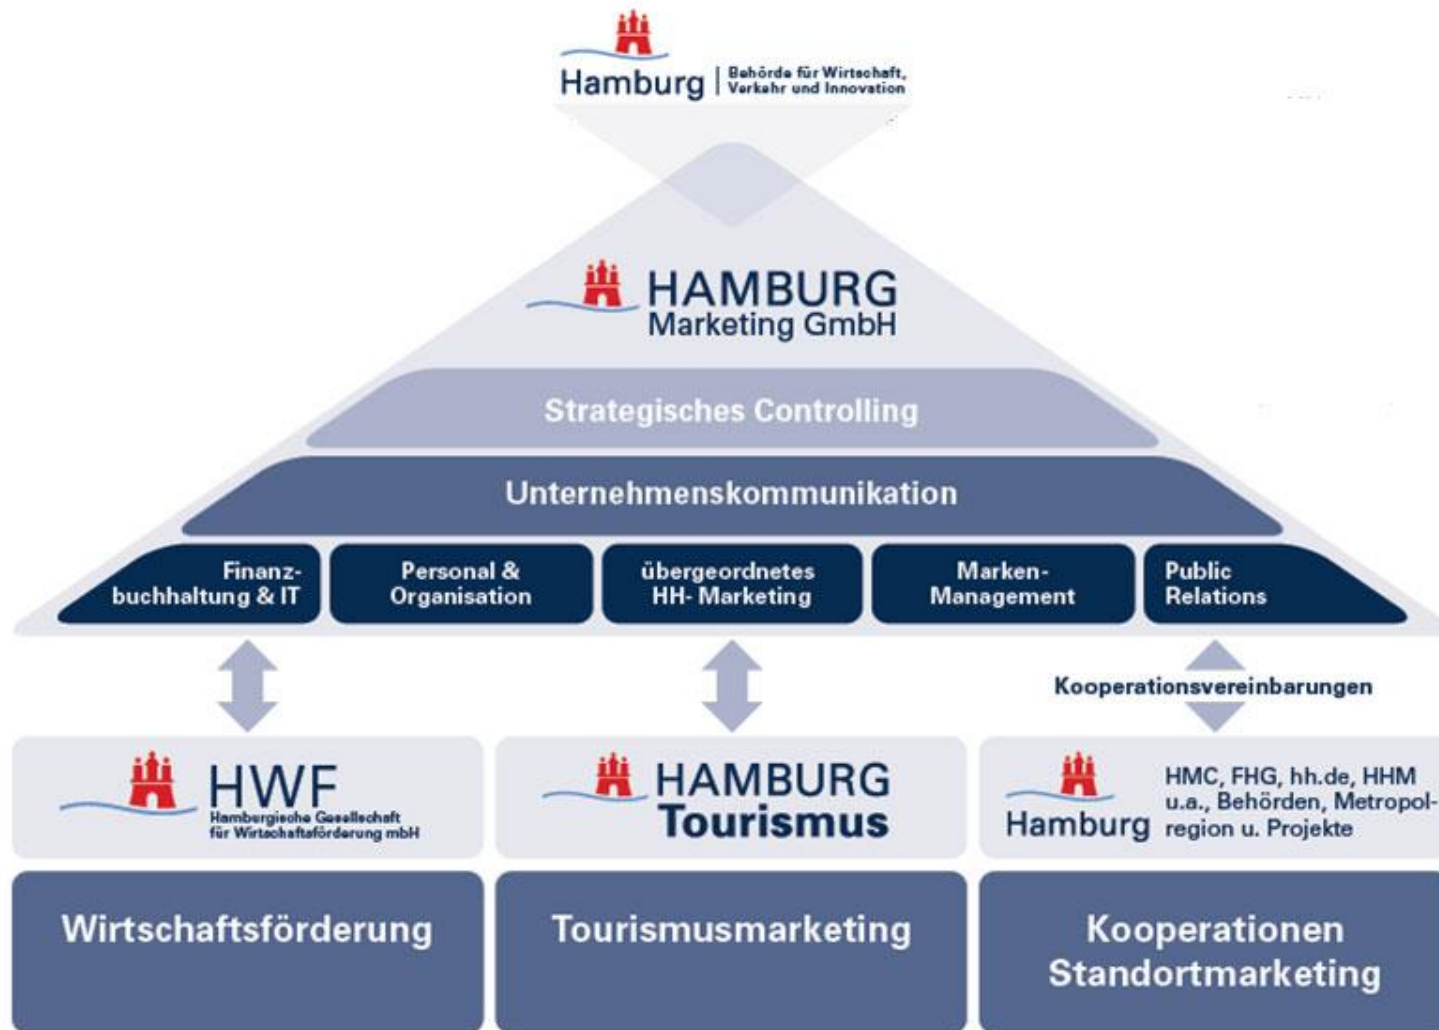 Hamburg
Behörde für Wirtschaft,
Verkehr und Innovation
HAMBURG
Marketing GmbH
Strategisches Controlling
Unternehmenskommunikation
Finanz-
buchhaltung & IT
Personal &
Organisation
übergeordnetes
HH- Marketing
Marken-
Management
Public
Relations
Kooperationsvereinbarungen
HWF
Hamburgische Gesellschaft
für Wirtschaftsförderung mbH
HAMBURG
Tourismus
Hamburg
HMC, FHG, hh.de, HHM
u.a., Behörden, Metropol-
region u. Projekte
Wirtschaftsförderung
Tourismusmarketing
Kooperationen
Standortmarketing